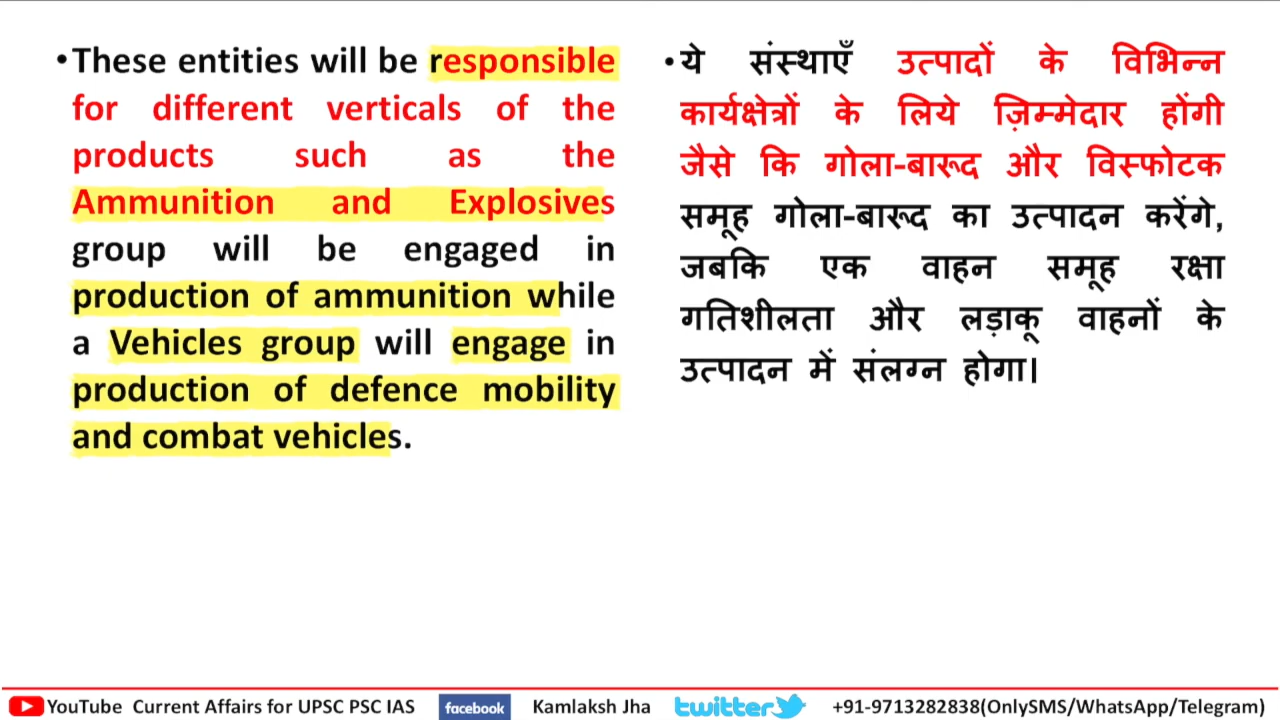 •These entities will be responsible
for different verticals of the
products such as the
Ammunition and Explosives
group will be engaged in
production of ammunition while
a Vehicles group will engage in
production of defence mobility
and combat vehicles.
•ये संस्थाएँ उत्पादों के विभिन्न
कार्यक्षेत्रों के लिये ज़िम्मेदार होंगी
जैसे कि गोला-बारूद और विस्फोटक
समूह गोला-बारूद का उत्पादन करेंगे,
जबकि एक वाहन समूह रक्षा
गतिशीलता और लड़ाकू वाहनों के
उत्पादन में संलग्न होगा।
YouTube Current Affairs for UPSC PSC IAS facebook Kamlaksh Jha twitter +91-9713282838(OnlySMS/WhatsApp/Telegram)